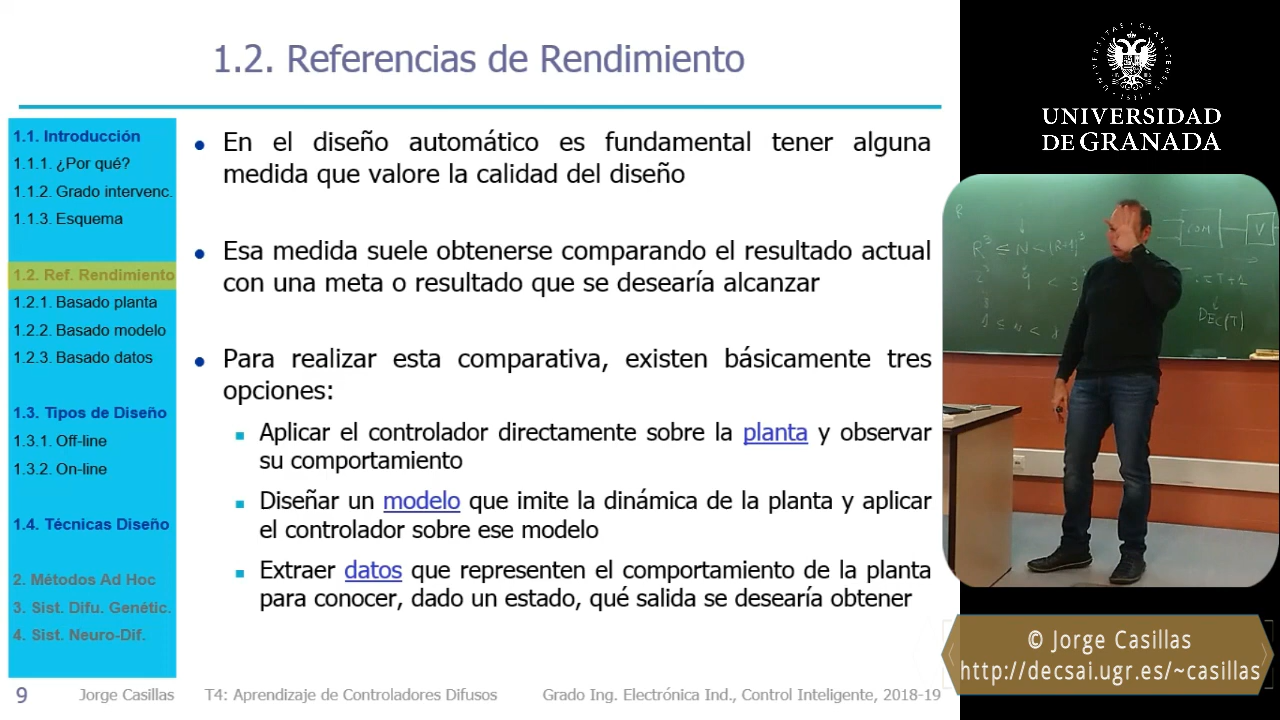 1.2. Referencias de Rendimiento
1.1. Introducción
1.1.1. ¿Por qué?
1.1.2. Grado intervenc.
1.1.3. Esquema
1.2. Ref. Rendimiento
1.2.1. Basado planta
1.2.2. Basado modelo
1.2.3. Basado datos
1.3. Tipos de Diseño
1.3.1. Off-line
1.3.2. On-line
1.4. Técnicas Diseño
2. Métodos Ad Hoc
3. Sist. Difu. Genétic.
4. Sist. Neuro-Dif.
• En el diseño automático es fundamental tener alguna
medida que valore la calidad del diseño
• Esa medida suele obtenerse comparando el resultado actual
con una meta o resultado que se desearía alcanzar
• Para realizar esta comparativa, existen básicamente tres
opciones:
▪ Aplicar el controlador directamente sobre la planta y observar
su comportamiento
▪ Diseñar un modelo que imite la dinámica de la planta y aplicar
el controlador sobre ese modelo
▪ Extraer datos que representen el comportamiento de la planta
para conocer, dado un estado, qué salida se desearía obtener
9 Jorge Casillas T4: Aprendizaje de Controladores Difusos Grado Ing. Electrónica Ind., Control Inteligente, 2018-19
UNIVERSIDAD
DE GRANADA
DEC(T)
© Jorge Casillas
http://decsai.ugr.es/~casillas